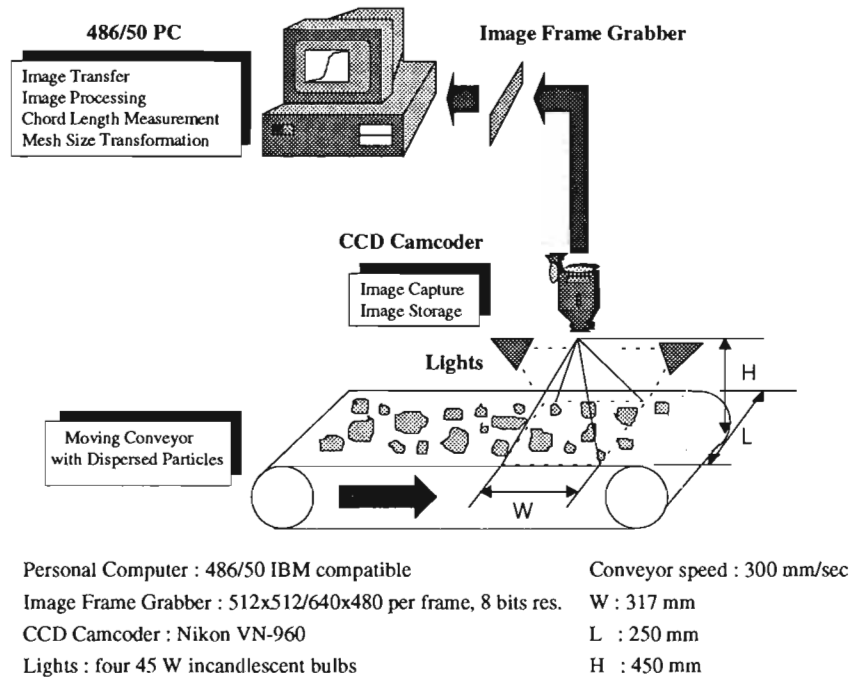 486/50 PC
Image Frame Grabber
Image Transfer
Image Processing
Chord Length Measurement
Mesh Size Transformation
CCD Camcoder
Image Capture
Image Storage
Lights
H
Moving Conveyor
with Dispersed Particles
L
W
Personal Computer : 486/50 IBM compatible
Conveyor speed : 300 mm/sec
Image Frame Grabber : 512x512/640x480 per frame, 8 bits res.
W : 317 mm
CCD Camcoder : Nikon VN-960
L : 250 mm
Lights : four 45 W incandlescent bulbs
H : 450 mm